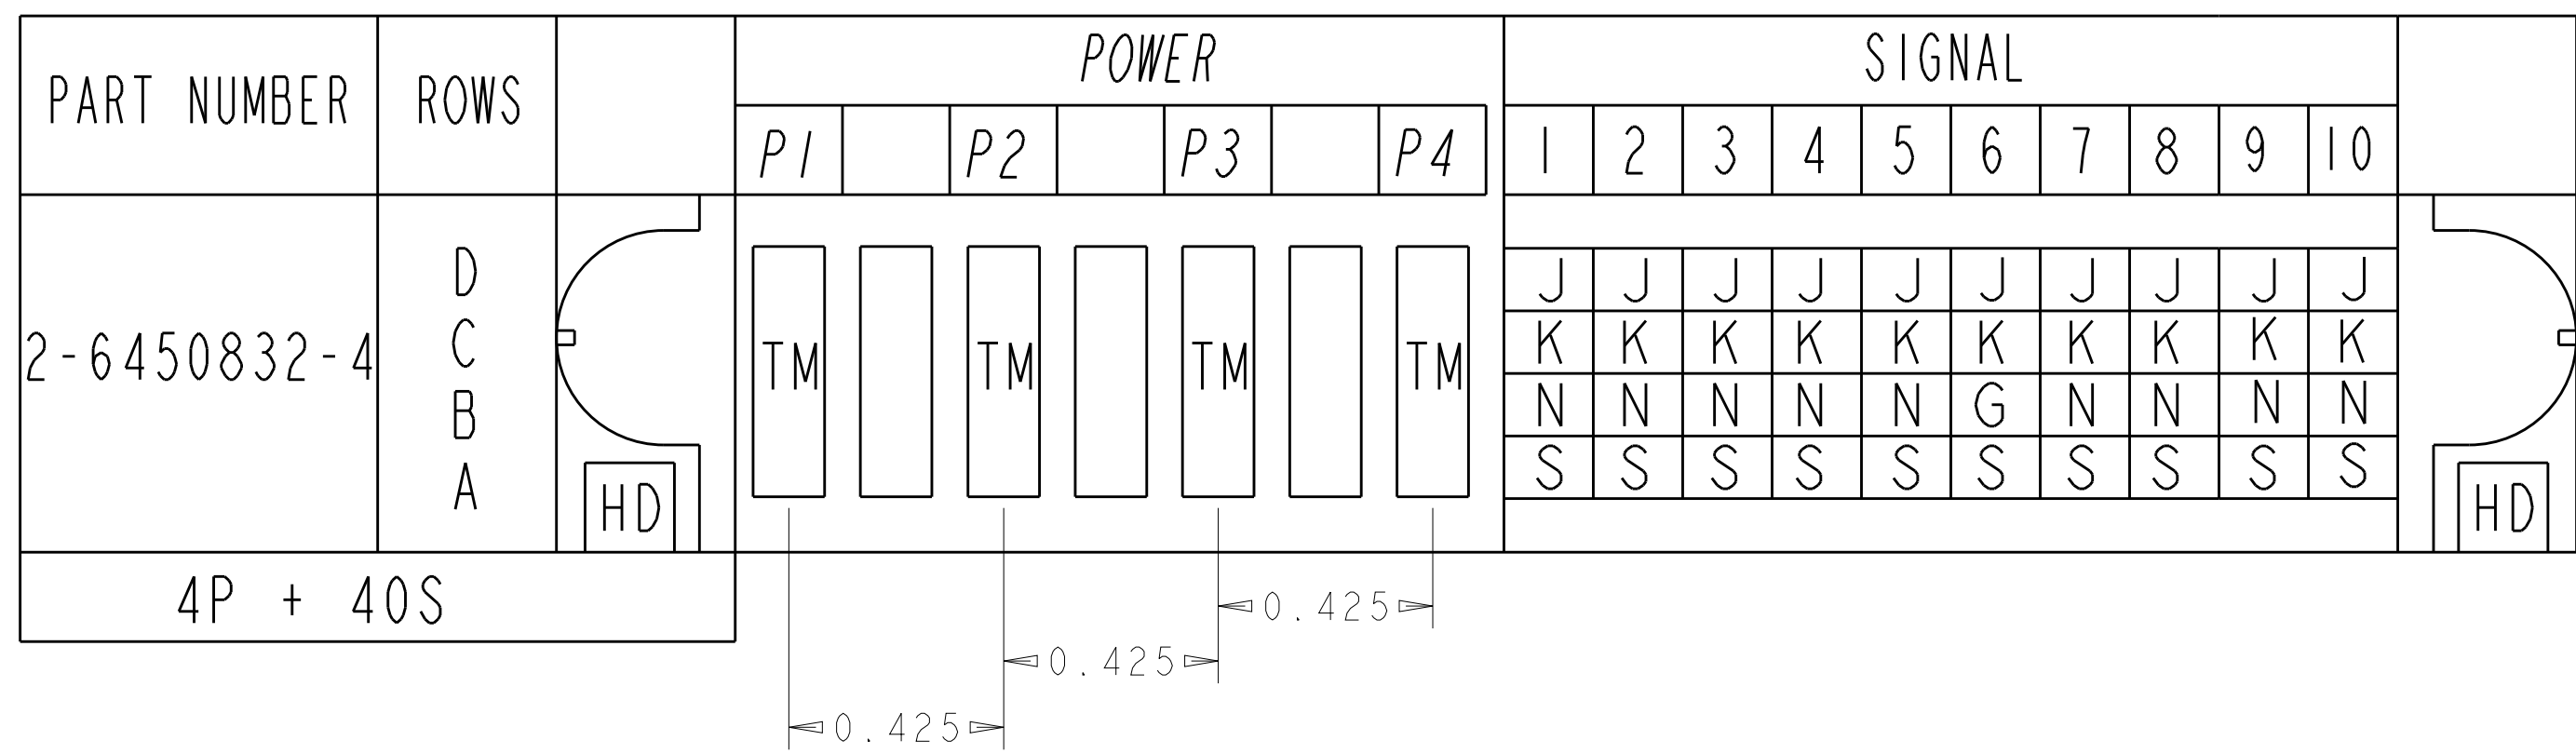 PART NUMBER ROWS POWER SIGNAL
P1 P2 P3 P4 1 2 3 4 5 6 7 8 9 10
2-6450832-4
D
C
B
A
HD
TM TM TM TM
J J J J J J J J J J
K K K K K K K K K K
N N N N N G N N N N
S S S S S S S S S S
HD
4P + 40S
0.425
0.425
0.425